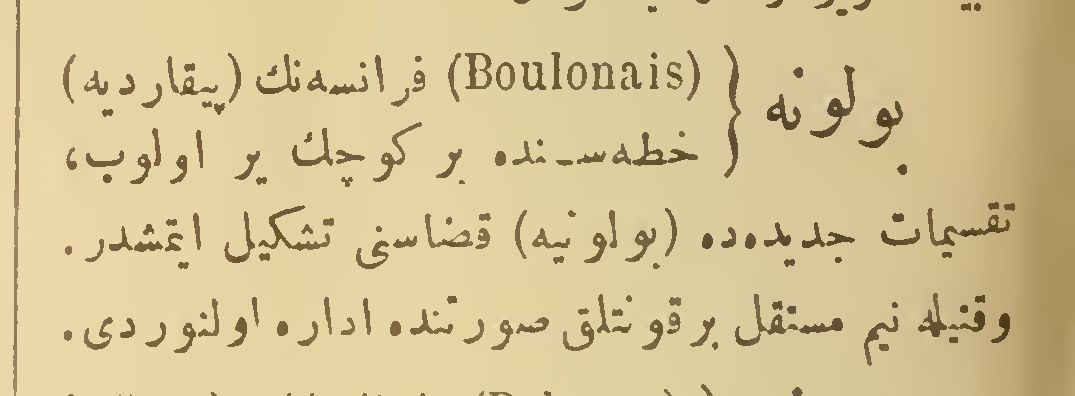 بولونه } (Boulonais) فرانسه‌نك (پیقاردیه)
خطه‌سـنده بر كوچك یر اولوب،
تقسیمات جدیده‌ده (بولونیه) قضاسنی تشكیل ایتمشدر.
وقتیله نیم مستقل بر قونتلق صورتنده اداره اولنوردی.